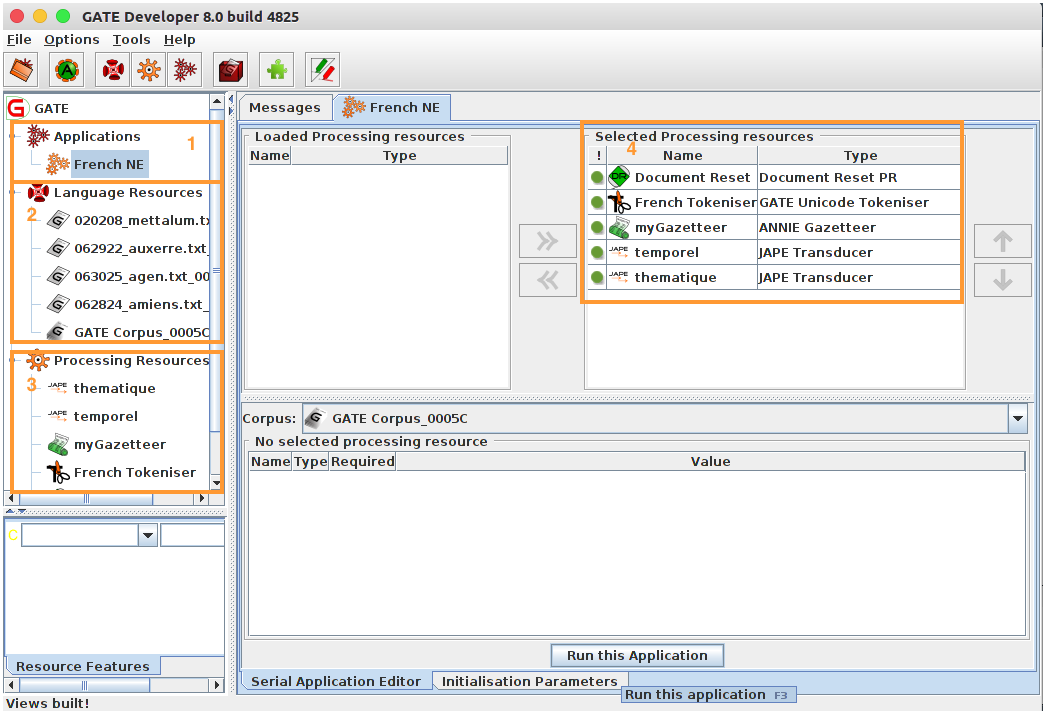 GATE Developer 8.0 build 4825
File Options Tools Help
GATE
Applications
1
French NE
2
Language Resources
020208_mettalum.tx
062922_auxerre.txt_
063025_agen.txt_00
062824_amiens.txt_
GATE Corpus_0005C
Processing Resources
3
JAPE thematique
JAPE temporel
myGazetteer
French Tokeniser
C
Resource Features
Messages French NE
Loaded Processing resources
Name Type
Selected Processing resources
4
! Name Type
DR Document Reset Document Reset PR
French Tokeniser GATE Unicode Tokeniser
myGazetteer ANNIE Gazetteer
JAPE temporel JAPE Transducer
JAPE thematique JAPE Transducer
Corpus: GATE Corpus_0005C
No selected processing resource
Name Type Required Value
Run this Application
Serial Application Editor Initialisation Parameters
Run this application F3
Views built!